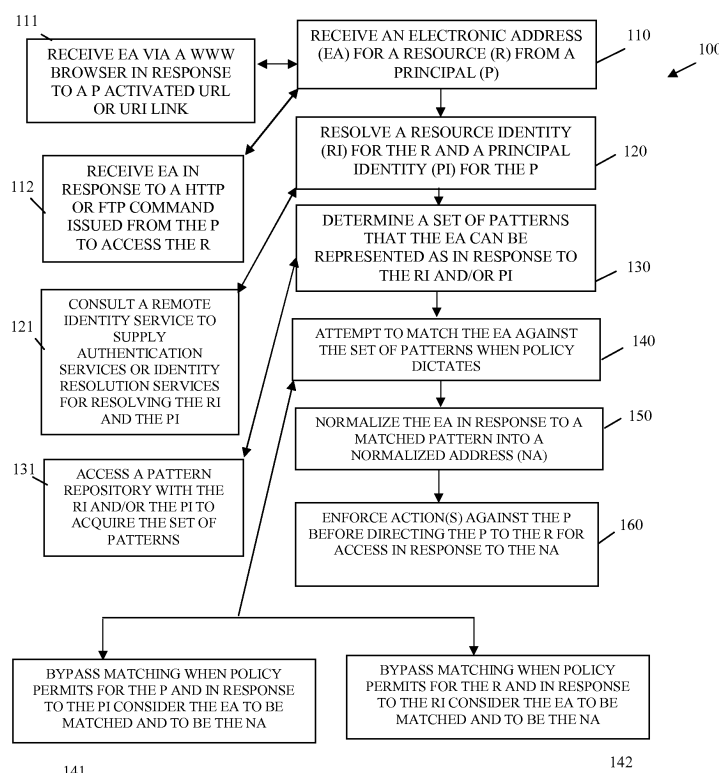 111
RECEIVE EA VIA A WWW
BROWSER IN RESPONSE
TO A P ACTIVATED URL
OR URI LINK
RECEIVE AN ELECTRONIC ADDRESS
(EA) FOR A RESOURCE (R) FROM A
PRINCIPAL (P)
110
100
RESOLVE A RESOURCE IDENTITY
(RI) FOR THE R AND A PRINCIPAL
IDENTITY (PI) FOR THE P
120
112
RECEIVE EA IN
RESPONSE TO A HTTP
OR FTP COMMAND
ISSUED FROM THE P
TO ACCESS THE R
DETERMINE A SET OF PATTERNS
THAT THE EA CAN BE
REPRESENTED AS IN RESPONSE TO
THE RI AND/OR PI
130
121
CONSULT A REMOTE
IDENTITY SERVICE TO
SUPPLY
AUTHENTICATION
SERVICES OR IDENTITY
RESOLUTION SERVICES
FOR RESOLVING THE RI
AND THE PI
ATTEMPT TO MATCH THE EA AGAINST
THE SET OF PATTERNS WHEN POLICY
DICTATES
140
NORMALIZE THE EA IN RESPONSE TO A
MATCHED PATTERN INTO A
NORMALIZED ADDRESS (NA)
150
131
ACCESS A PATTERN
REPOSITORY WITH THE
RI AND/OR THE PI TO
ACQUIRE THE SET OF
PATTERNS
ENFORCE ACTION(S) AGAINST THE P
BEFORE DIRECTING THE P TO THE R FOR
ACCESS IN RESPONSE TO THE NA
160
BYPASS MATCHING WHEN POLICY
PERMITS FOR THE P AND IN RESPONSE
TO THE PI CONSIDER THE EA TO BE
MATCHED AND TO BE THE NA
141
BYPASS MATCHING WHEN POLICY
PERMITS FOR THE R AND IN RESPONSE
TO THE RI CONSIDER THE EA TO BE
MATCHED AND TO BE THE NA
142